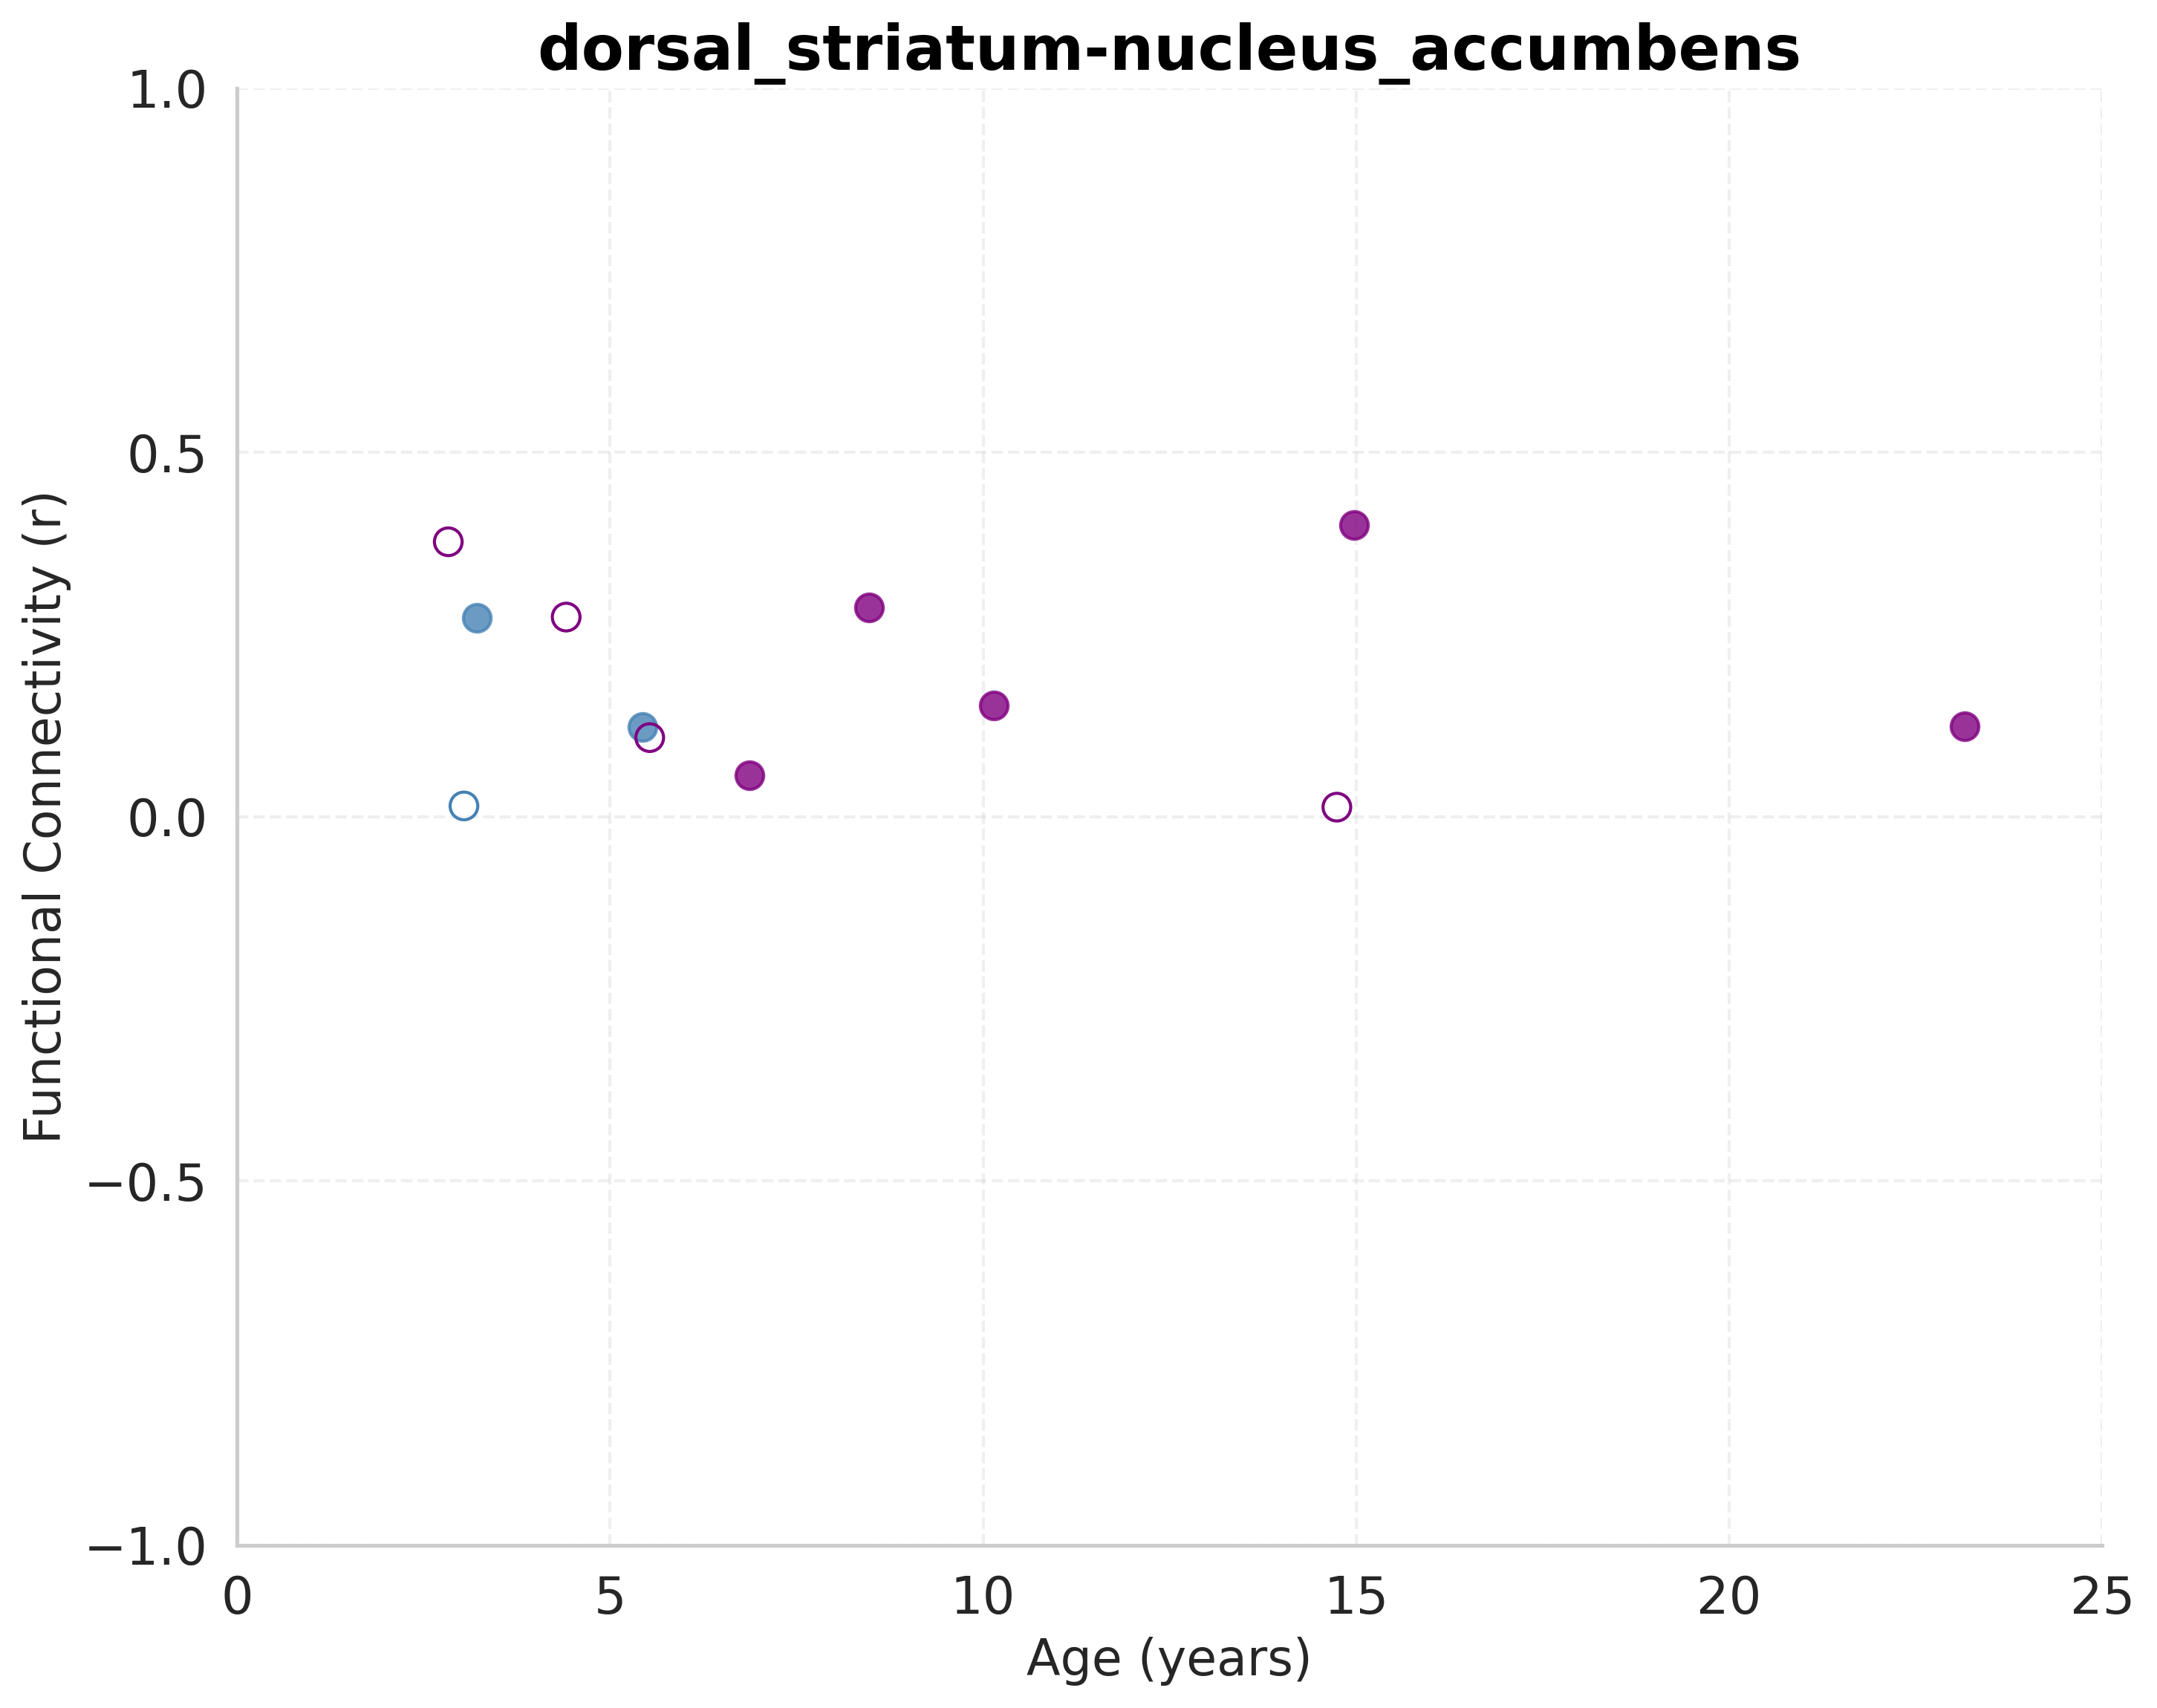 dorsal_striatum-nucleus_accumbens
1.0
0.5
0.0
−0.5
−1.0
Functional Connectivity (r)
0 5 10 15 20 25
Age (years)